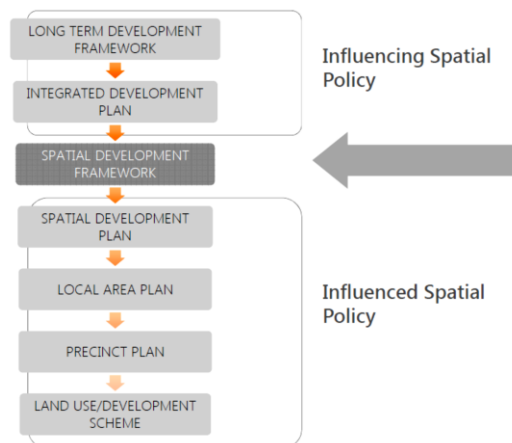 LONG TERM DEVELOPMENT
FRAMEWORK
Influencing Spatial
Policy
INTEGRATED DEVELOPMENT
PLAN
SPATIAL DEVELOPMENT
FRAMEWORK
SPATIAL DEVELOPMENT
PLAN
LOCAL AREA PLAN
Influenced Spatial
Policy
PRECINCT PLAN
LAND USE/DEVELOPMENT
SCHEME